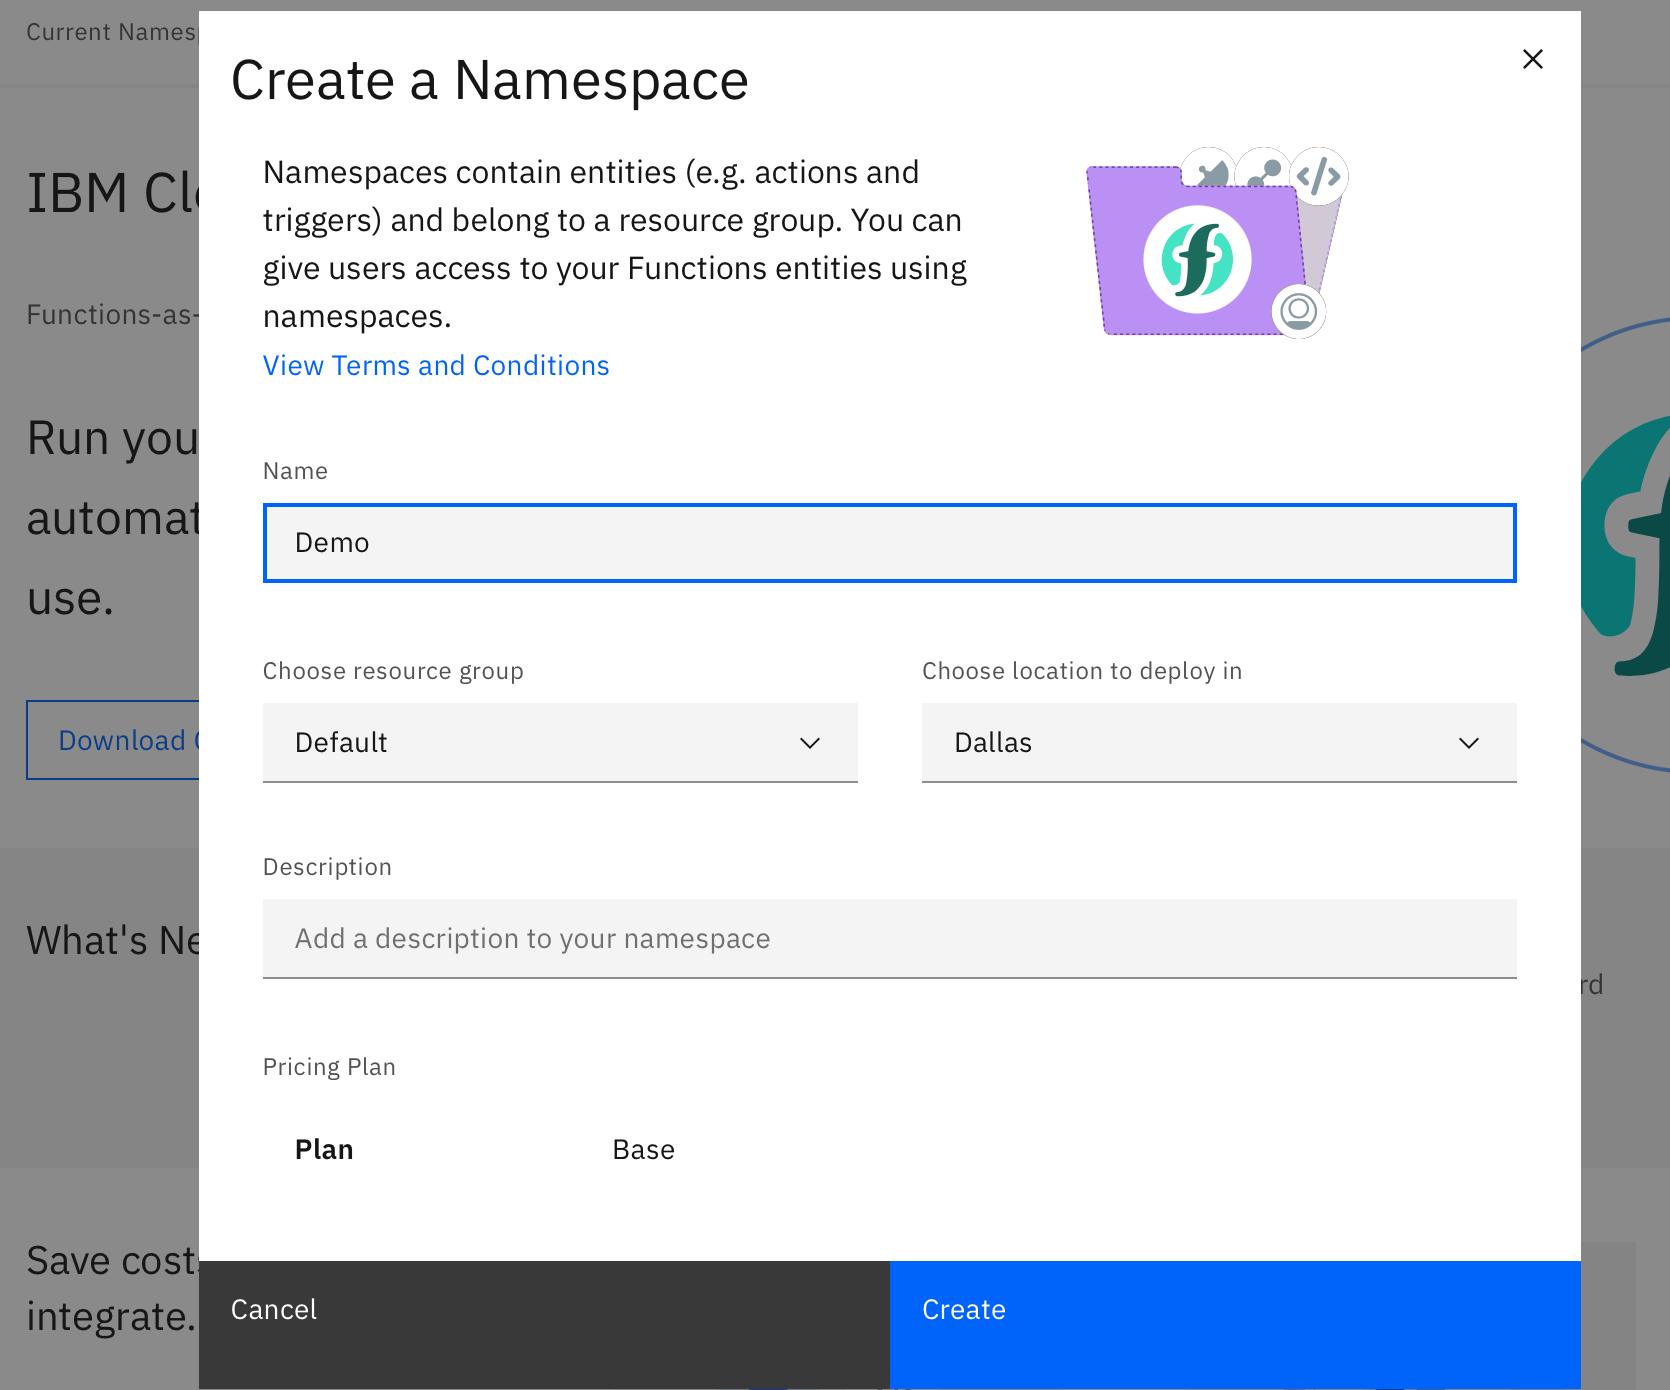 Current Names
Create a Namespace
IBM Cl
Namespaces contain entities (e.g. actions and
triggers) and belong to a resource group. You can
give users access to your Functions entities using
namespaces.
View Terms and Conditions
Functions-as-
Run you
automat
use.
Download
Name
Demo
Choose resource group
Choose location to deploy in
Default
Dallas
Description
Add a description to your namespace
What's Ne
rd
Pricing Plan
Plan Base
Save costs
integrate.
Cancel
Create